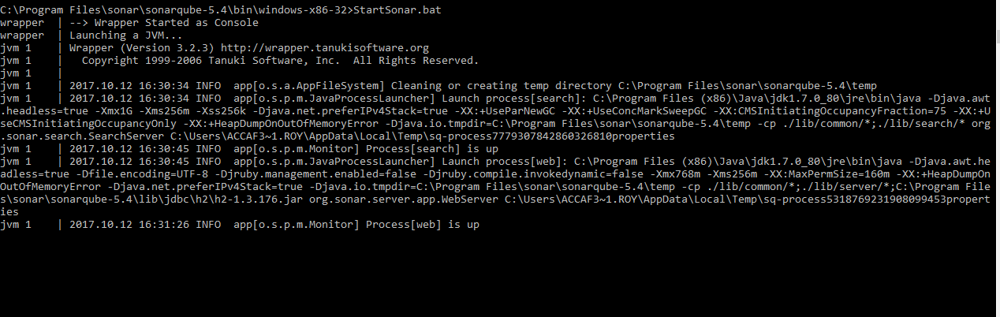 C:\Program Files\sonar\sonarqube-5.4\bin\windows-x86-32>StartSonar.bat
wrapper  | --> Wrapper Started as Console
wrapper  | Launching a JVM...
jvm 1    | Wrapper (Version 3.2.3) http://wrapper.tanukisoftware.org
jvm 1    |   Copyright 1999-2006 Tanuki Software, Inc.  All Rights Reserved.
jvm 1    |
jvm 1    | 2017.10.12 16:30:34 INFO  app[o.s.a.AppFileSystem] Cleaning or creating temp directory C:\Program Files\sonar\sonarqube-5.4\temp
jvm 1    | 2017.10.12 16:30:34 INFO  app[o.s.p.m.JavaProcessLauncher] Launch process[search]: C:\Program Files (x86)\Java\jdk1.7.0_80\jre\bin\java -Djava.awt
.headless=true -Xmx1G -Xms256m -Xss256k -Djava.net.preferIPv4Stack=true -XX:+UseParNewGC -XX:+UseConcMarkSweepGC -XX:CMSInitiatingOccupancyFraction=75 -XX:+U
seCMSInitiatingOccupancyOnly -XX:+HeapDumpOnOutOfMemoryError -Djava.io.tmpdir=C:\Program Files\sonar\sonarqube-5.4\temp -cp ./lib/common/*;./lib/search/* org
.sonar.search.SearchServer C:\Users\ACCAF3~1.ROY\AppData\Local\Temp\sq-process7779307842860326810properties
jvm 1    | 2017.10.12 16:30:45 INFO  app[o.s.p.m.Monitor] Process[search] is up
jvm 1    | 2017.10.12 16:30:45 INFO  app[o.s.p.m.JavaProcessLauncher] Launch process[web]: C:\Program Files (x86)\Java\jdk1.7.0_80\jre\bin\java -Djava.awt.he
adless=true -Dfile.encoding=UTF-8 -Djruby.management.enabled=false -Djruby.compile.invokedynamic=false -Xmx768m -Xms256m -XX:MaxPermSize=160m -XX:+HeapDumpOn
OutOfMemoryError -Djava.net.preferIPv4Stack=true -Djava.io.tmpdir=C:\Program Files\sonar\sonarqube-5.4\temp -cp ./lib/common/*;./lib/server/*;C:\Program File
s\sonar\sonarqube-5.4\lib\jdbc\h2\h2-1.3.176.jar org.sonar.server.app.WebServer C:\Users\ACCAF3~1.ROY\AppData\Local\Temp\sq-process5318769231908099453propert
ies
jvm 1    | 2017.10.12 16:31:26 INFO  app[o.s.p.m.Monitor] Process[web] is up